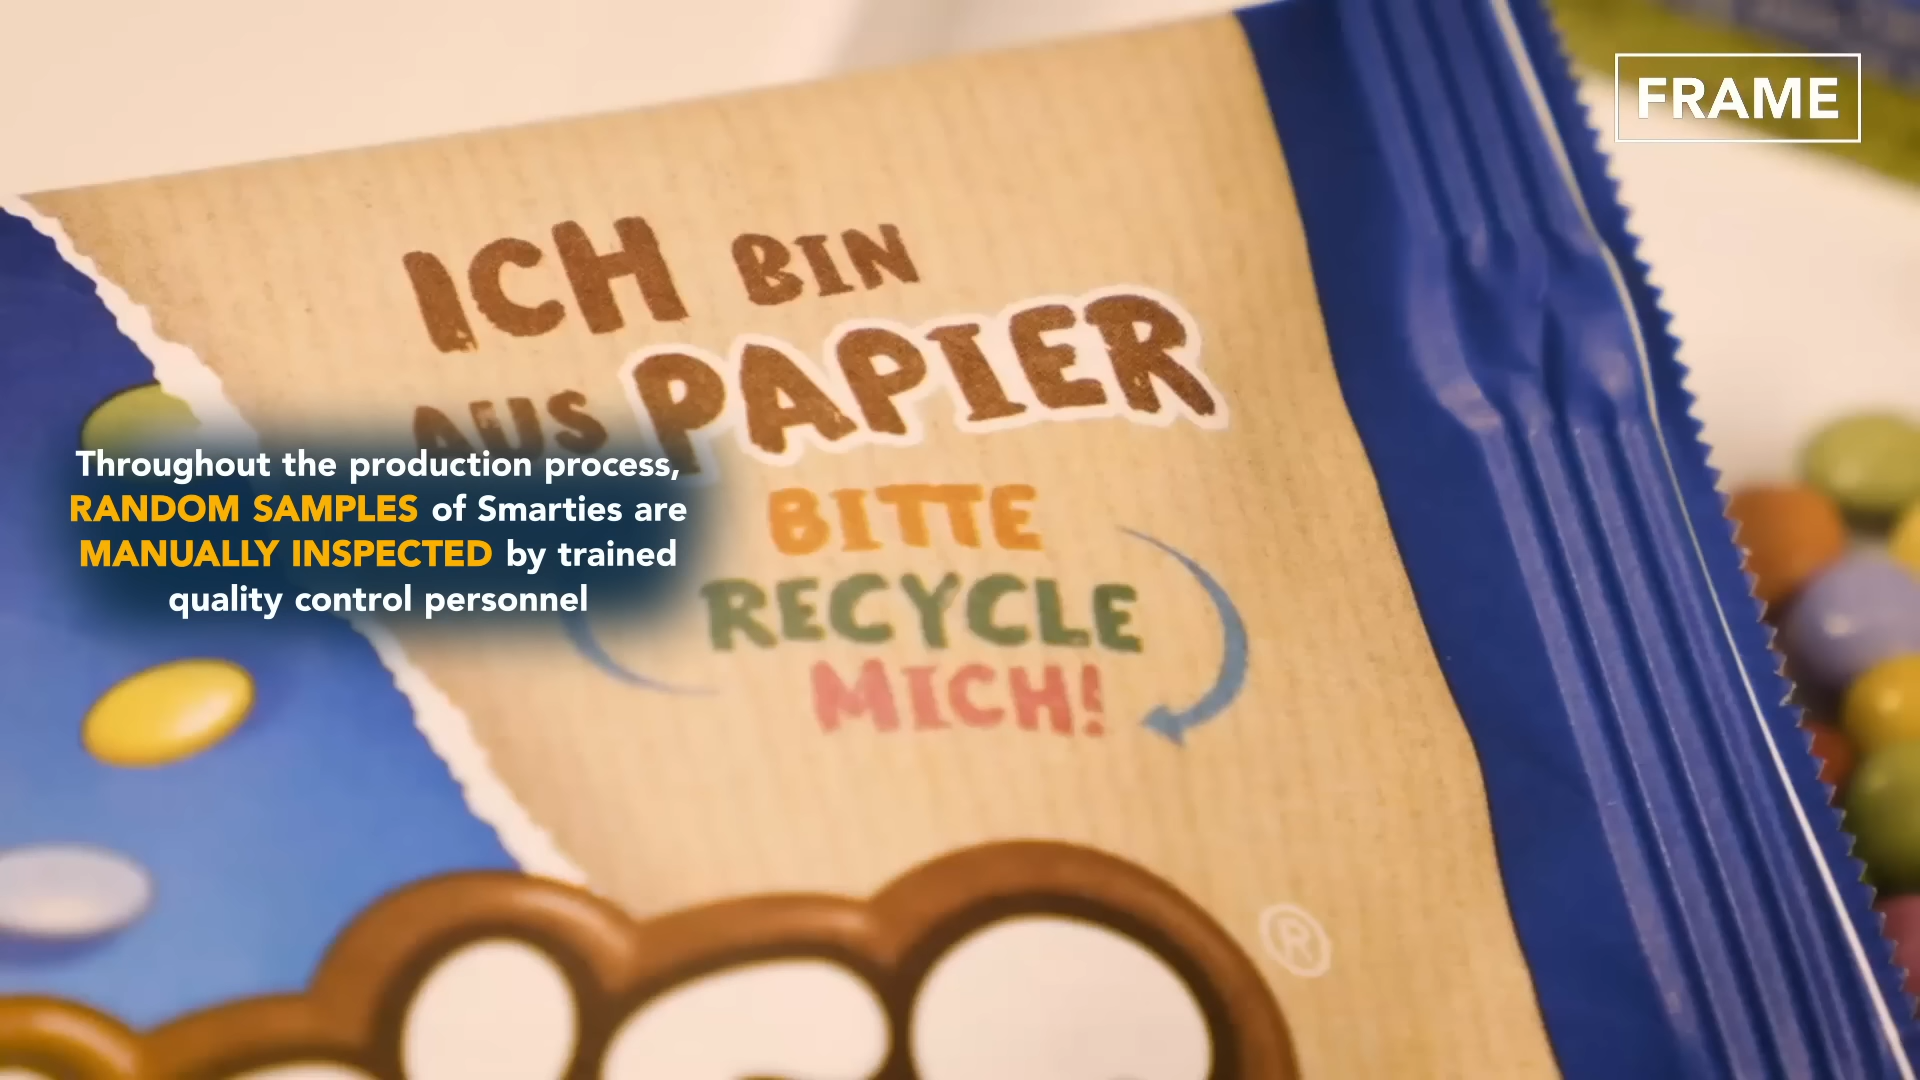 FRAME
ICH BIN
AUS PAPIER
BITTE
RECYCLE
MICH!
Throughout the production process,
RANDOM SAMPLES of Smarties are
MANUALLY INSPECTED by trained
quality control personnel
®